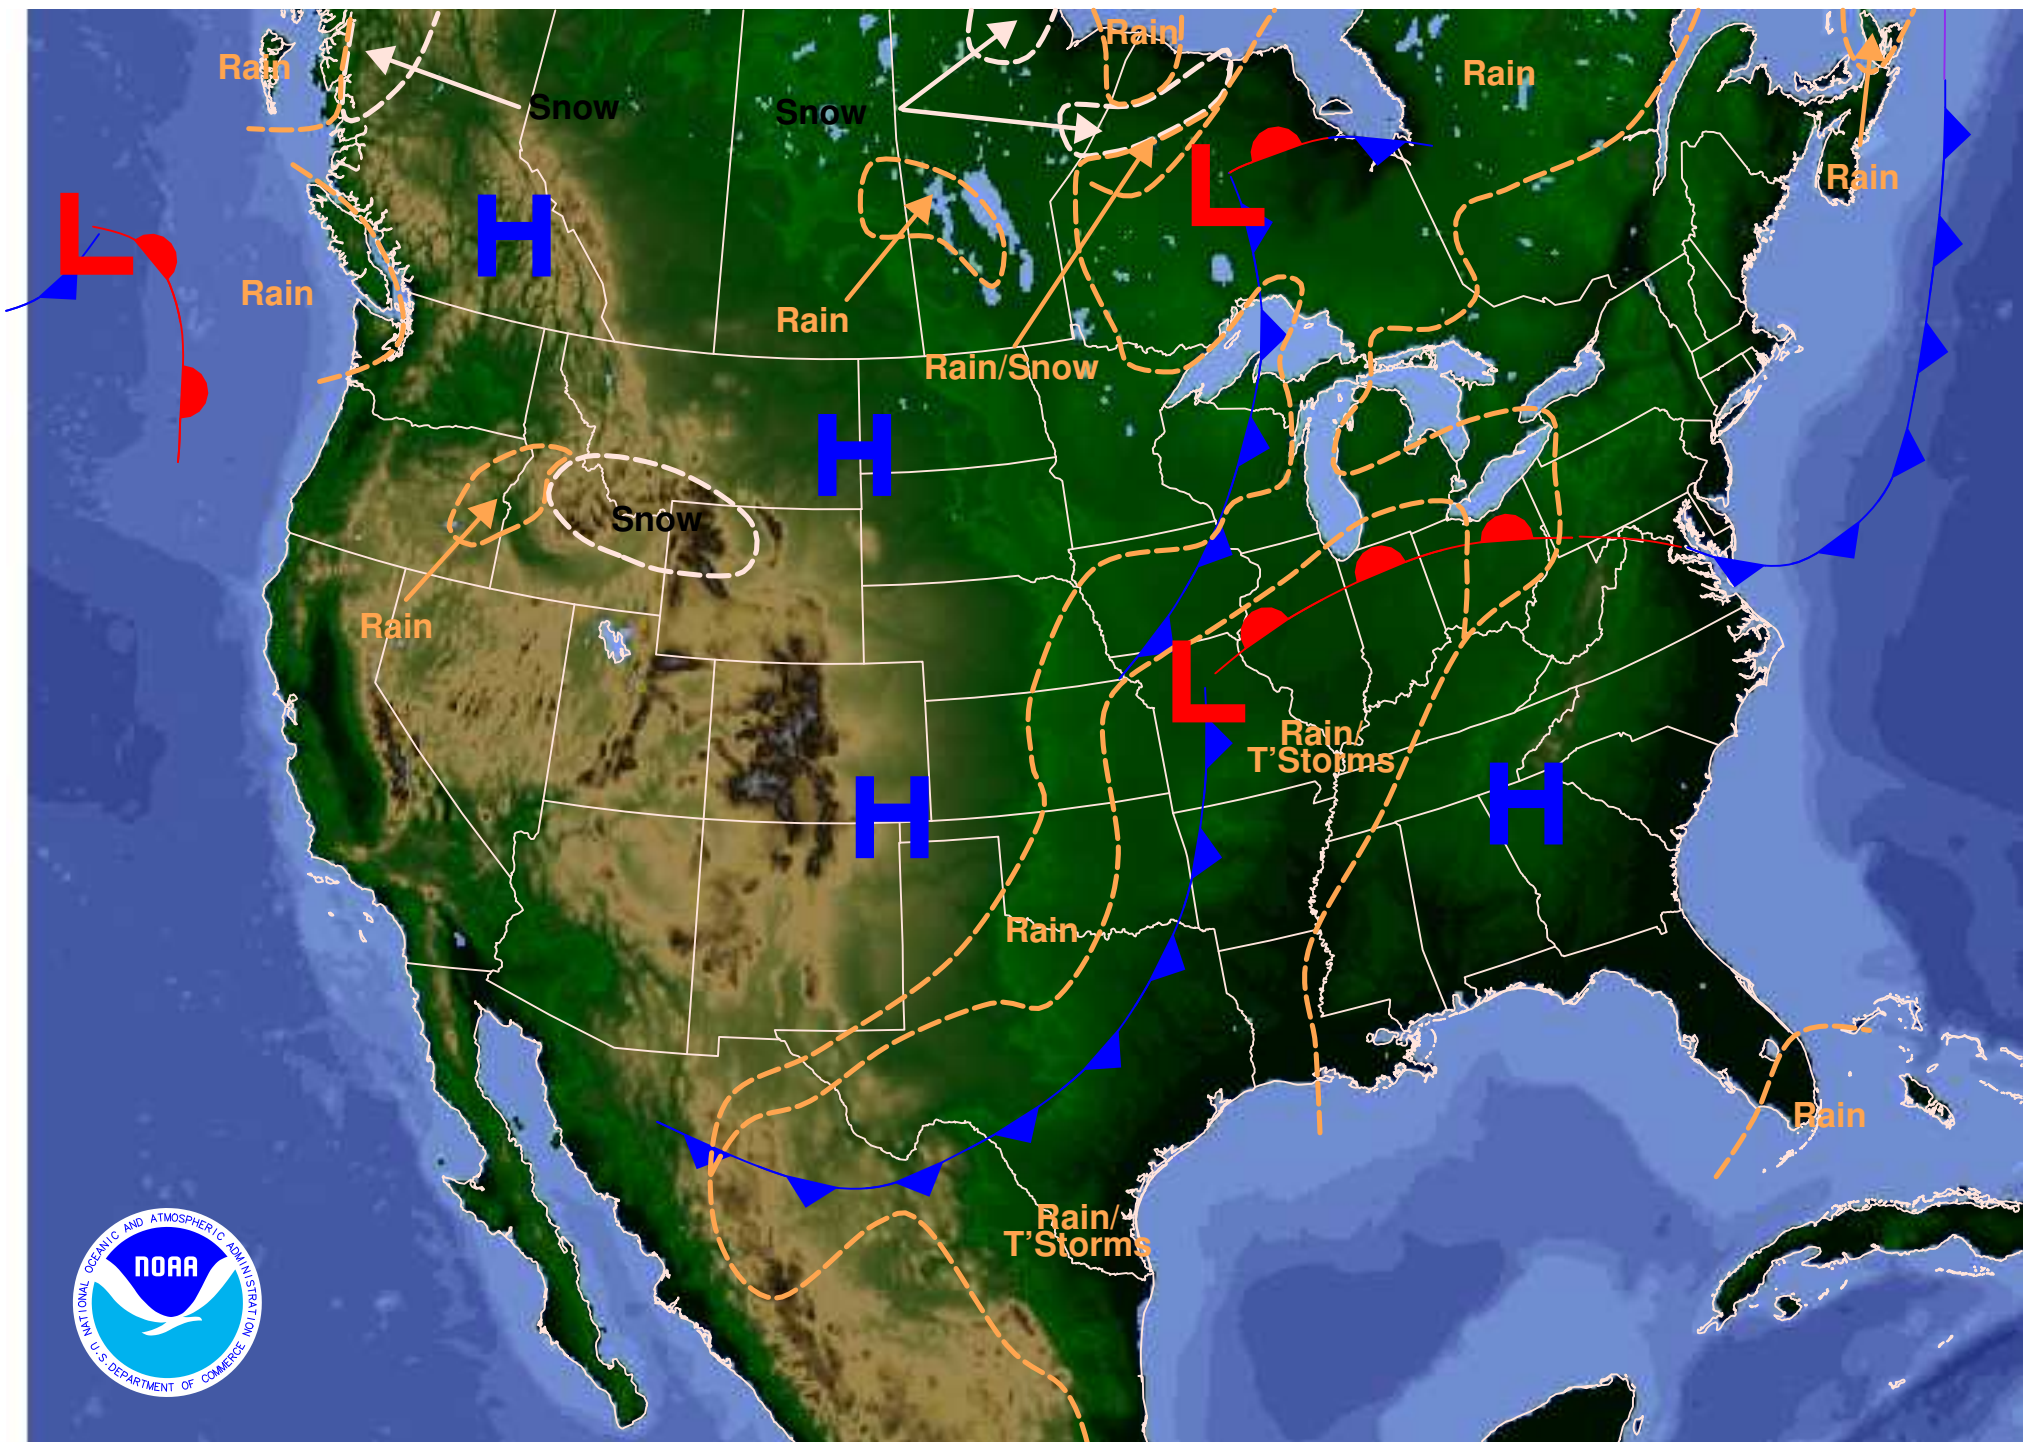 Rain
Rain
Rain
Snow
Snow
Rain
L
L
H
Rain
Rain
Rain/Snow
H
Snow
Rain
L
Rain/
T'Storms
H
H
Rain
Rain
Rain/
T'Storms
NATIONAL OCEANIC AND ATMOSPHERIC ADMINISTRATION
NOAA
U.S. DEPARTMENT OF COMMERCE